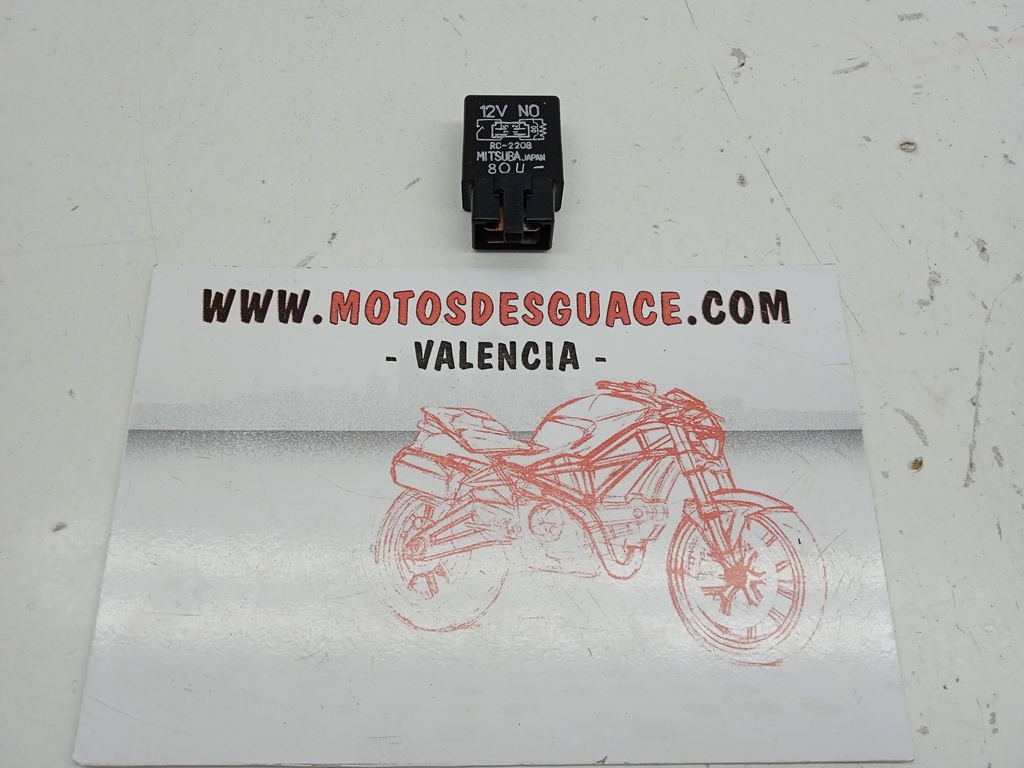 12V NO
RC-2208
MITSUBA JAPAN
80U -
WWW.MOTOSDESGUACE.COM
- VALENCIA -